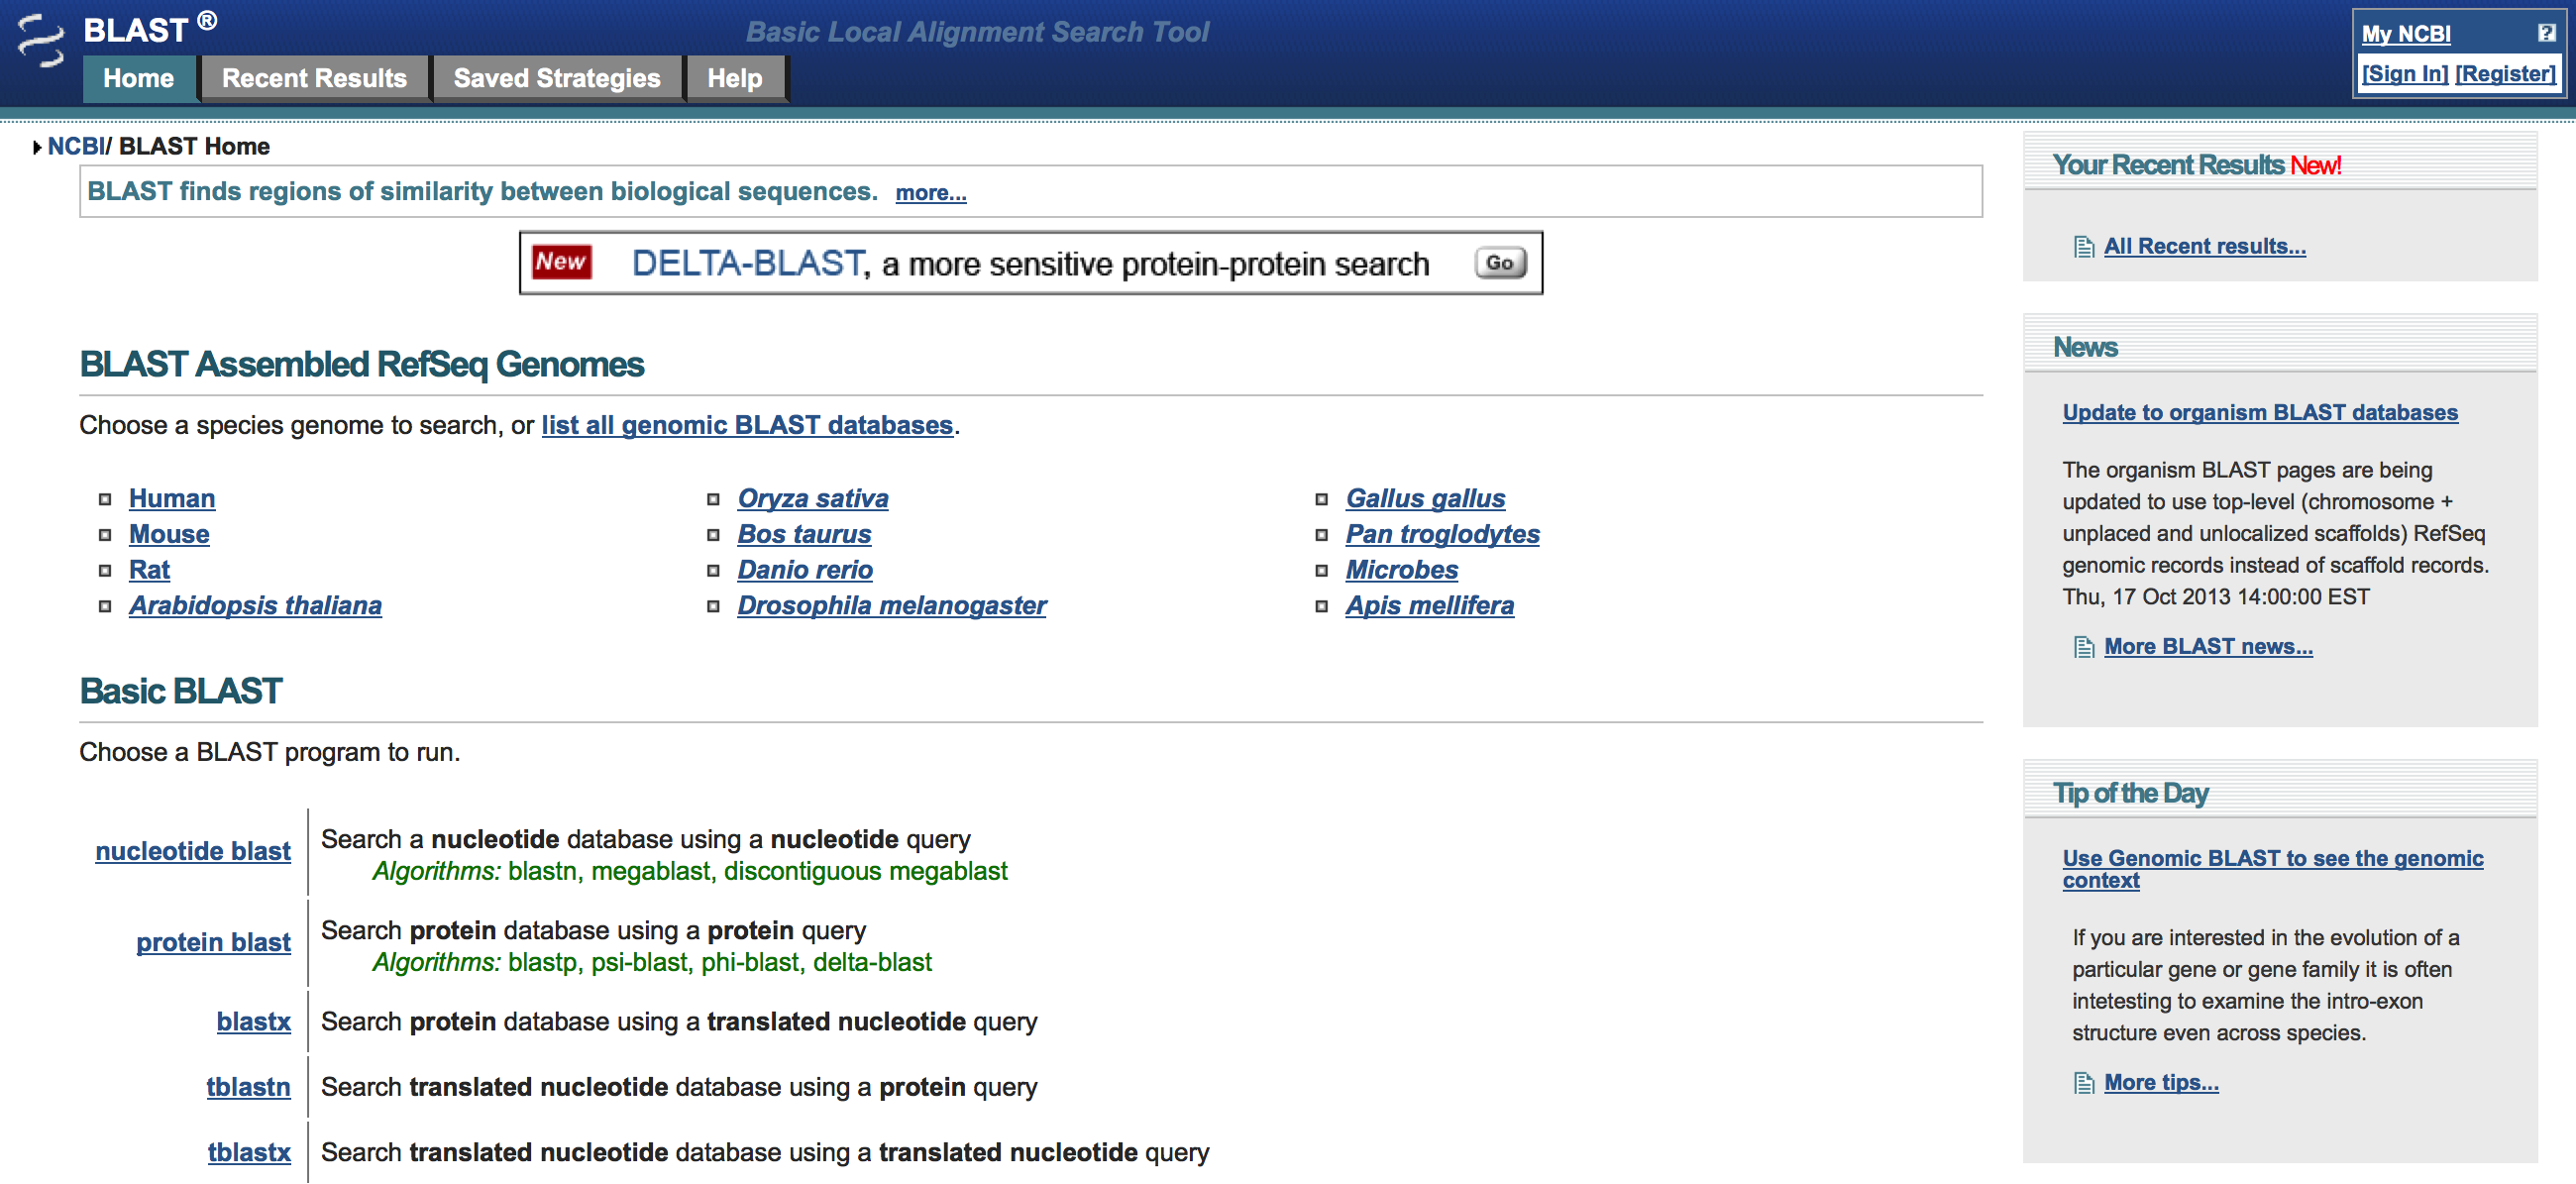 BLAST ®
Basic Local Alignment Search Tool
My NCBI
?
[Sign In] [Register]
Home
Recent Results
Saved Strategies
Help
NCBI/ BLAST Home
BLAST finds regions of similarity between biological sequences. more...
New DELTA-BLAST, a more sensitive protein-protein search Go
BLAST Assembled RefSeq Genomes
Choose a species genome to search, or list all genomic BLAST databases.
Human
Mouse
Rat
Arabidopsis thaliana
Oryza sativa
Bos taurus
Danio rerio
Drosophila melanogaster
Gallus gallus
Pan troglodytes
Microbes
Apis mellifera
Basic BLAST
Choose a BLAST program to run.
nucleotide blast
Search a nucleotide database using a nucleotide query
Algorithms: blastn, megablast, discontiguous megablast
protein blast
Search protein database using a protein query
Algorithms: blastp, psi-blast, phi-blast, delta-blast
blastx
Search protein database using a translated nucleotide query
tblastn
Search translated nucleotide database using a protein query
tblastx
Search translated nucleotide database using a translated nucleotide query
Your Recent Results New!
All Recent results...
News
Update to organism BLAST databases
The organism BLAST pages are being
updated to use top-level (chromosome +
unplaced and unlocalized scaffolds) RefSeq
genomic records instead of scaffold records.
Thu, 17 Oct 2013 14:00:00 EST
More BLAST news...
Tip of the Day
Use Genomic BLAST to see the genomic
context
If you are interested in the evolution of a
particular gene or gene family it is often
intetesting to examine the intro-exon
structure even across species.
More tips...